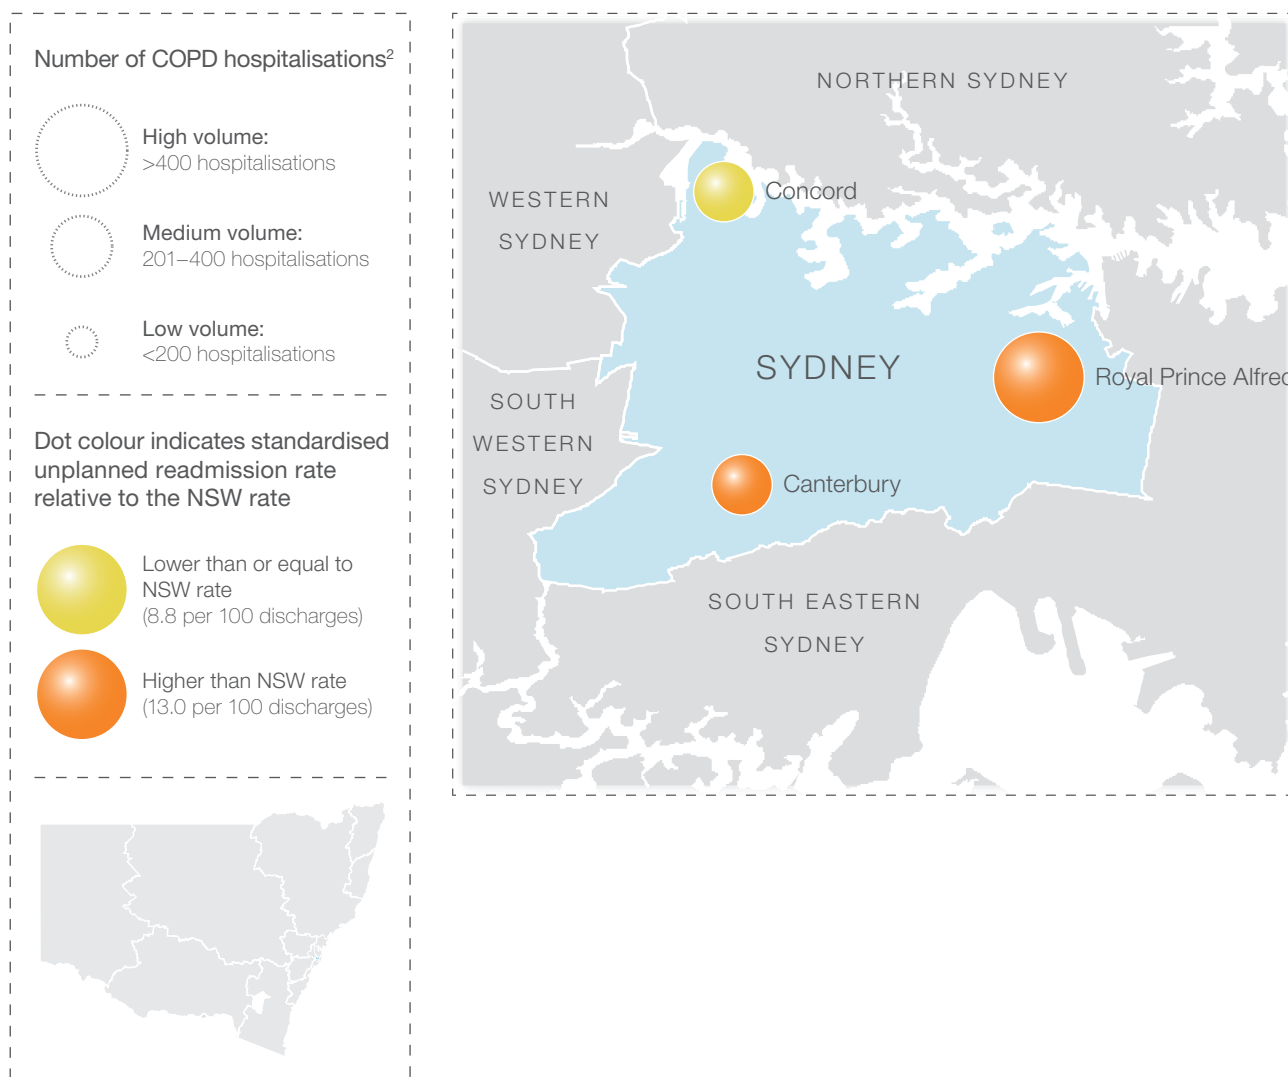 Number of COPD hospitalisations²
High volume:
>400 hospitalisations
Medium volume:
201–400 hospitalisations
Low volume:
<200 hospitalisations
Dot colour indicates standardised
unplanned readmission rate
relative to the NSW rate
Lower than or equal to
NSW rate
(8.8 per 100 discharges)
Higher than NSW rate
(13.0 per 100 discharges)
NORTHERN SYDNEY
WESTERN
SYDNEY
Concord
SYDNEY
Royal Prince Alfred
SOUTH
WESTERN
SYDNEY
Canterbury
SOUTH EASTERN
SYDNEY